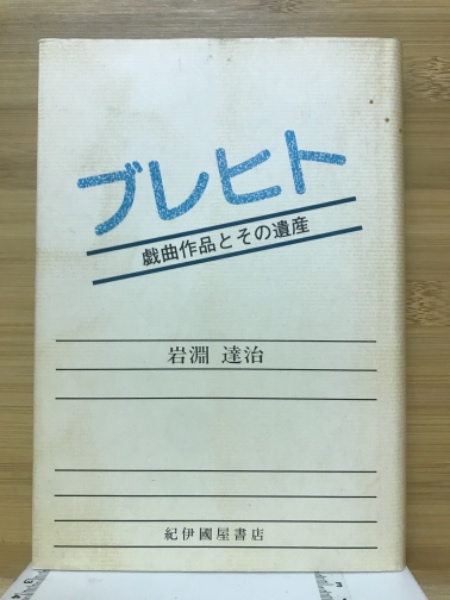 ブレヒト
戯曲作品とその遺産
岩淵 達治
紀伊國屋書店